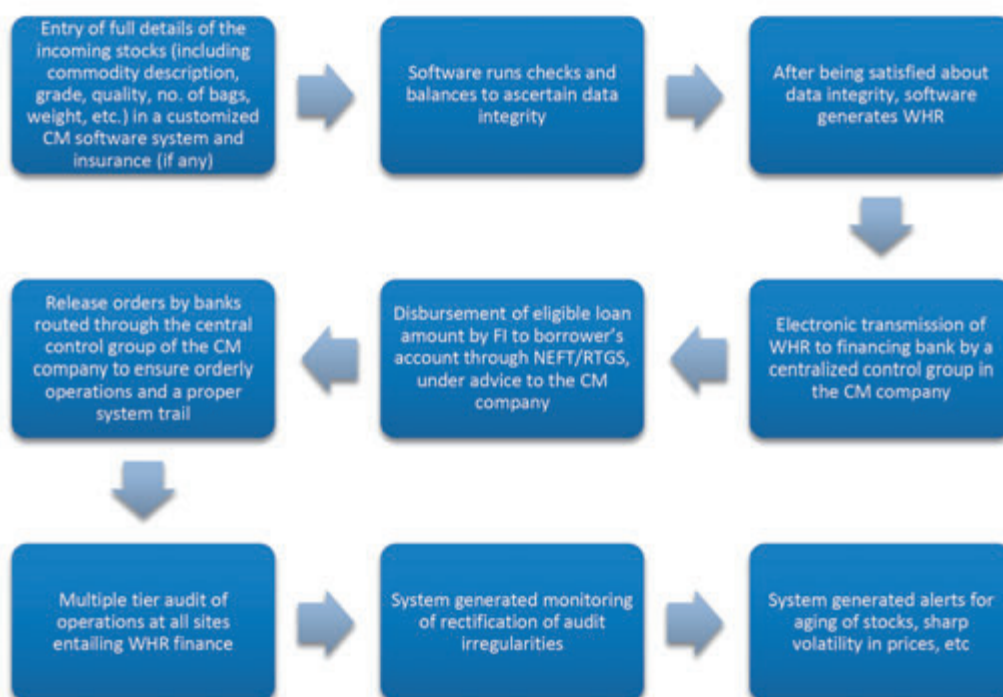 Entry of full details of the
incoming stocks (including
commodity description,
grade, quality, no. of bags,
weight, etc.) in a customized
CM software system and
insurance (if any)
Software runs checks and
balances to ascertain data
integrity
After being satisfied about
data integrity, software
generates WHR
Electronic transmission of
WHR to financing bank by a
centralized control group in
the CM company
Disbursement of eligible loan
amount by FI to borrower's
account through NEFT/RTGS,
under advice to the CM
company
Release orders by banks
routed through the central
control group of the CM
company to ensure orderly
operations and a proper
system trail
Multiple tier audit of
operations at all sites
entailing WHR finance
System generated monitoring
of rectification of audit
irregularities
System generated alerts for
aging of stocks, sharp
volatility in prices, etc